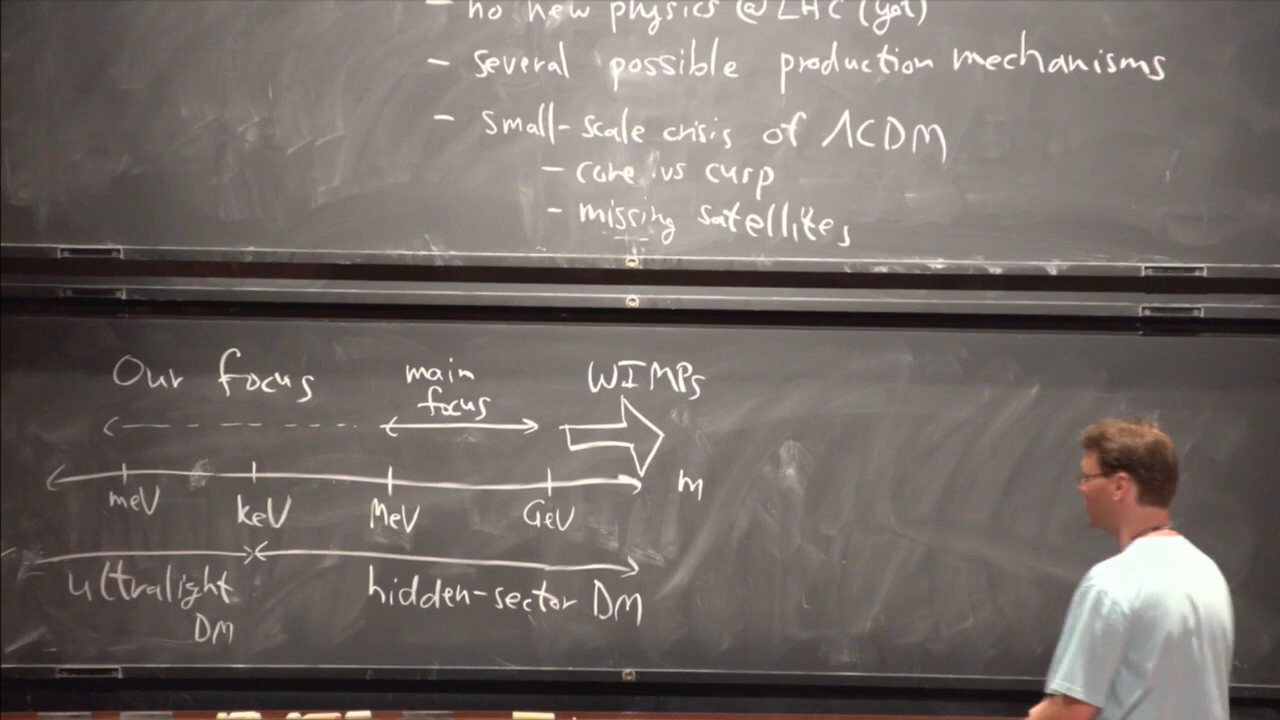 - no new physics @ LHC (yet)
- several possible production mechanisms
- small-scale crisis of ΛCDM
- core vs cusp
- missing satellites
Our focus
main focus
WIMPs
meV keV MeV GeV m
ultralight DM
hidden-sector DM